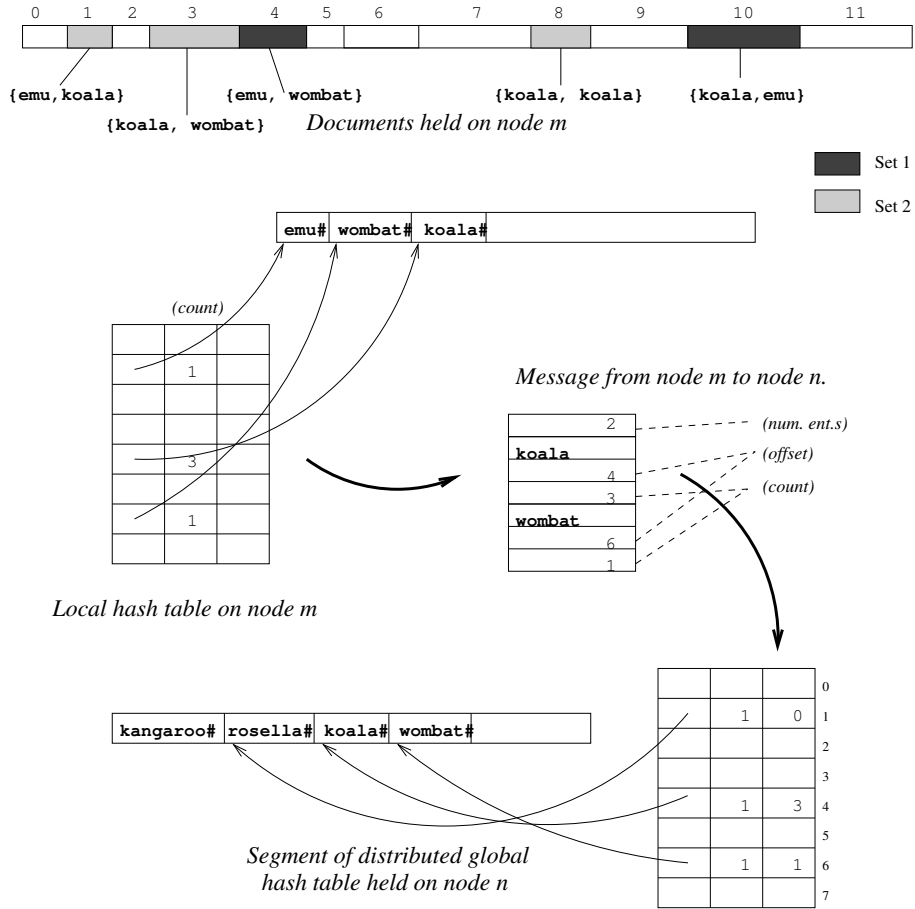 0 1 2 3 4 5 6 7 8 9 10 11
{emu,koala} {emu, wombat} {koala, koala} {koala,emu}
{koala, wombat} Documents held on node m
Set 1
Set 2
emu# wombat# koala#
(count)
1
3
1
Local hash table on node m
Message from node m to node n.
2 (num. ent.s)
koala (offset)
4
3 (count)
wombat
6
1
kangaroo# rosella# koala# wombat#
Segment of distributed global
hash table held on node n
0
1 0 1
2
3
1 3 4
5
1 1 6
7